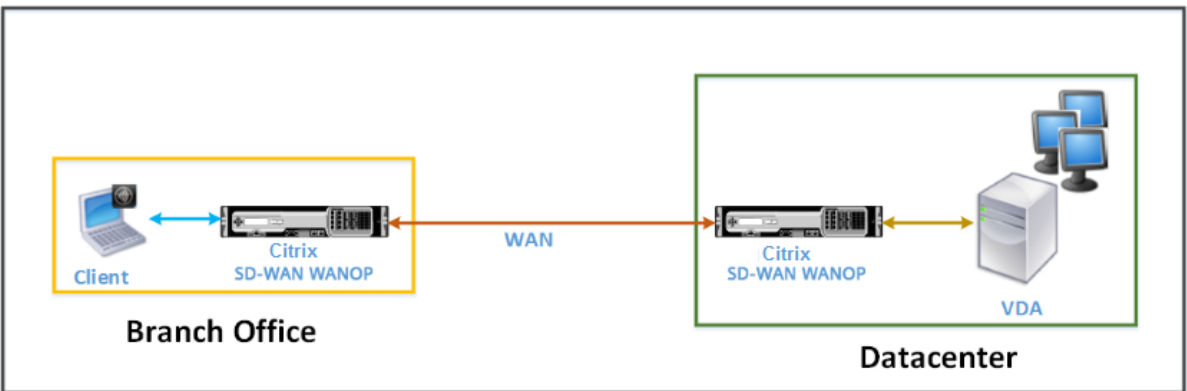 Client
Citrix
SD-WAN WANOP
Branch Office
WAN
Citrix
SD-WAN WANOP
VDA
Datacenter